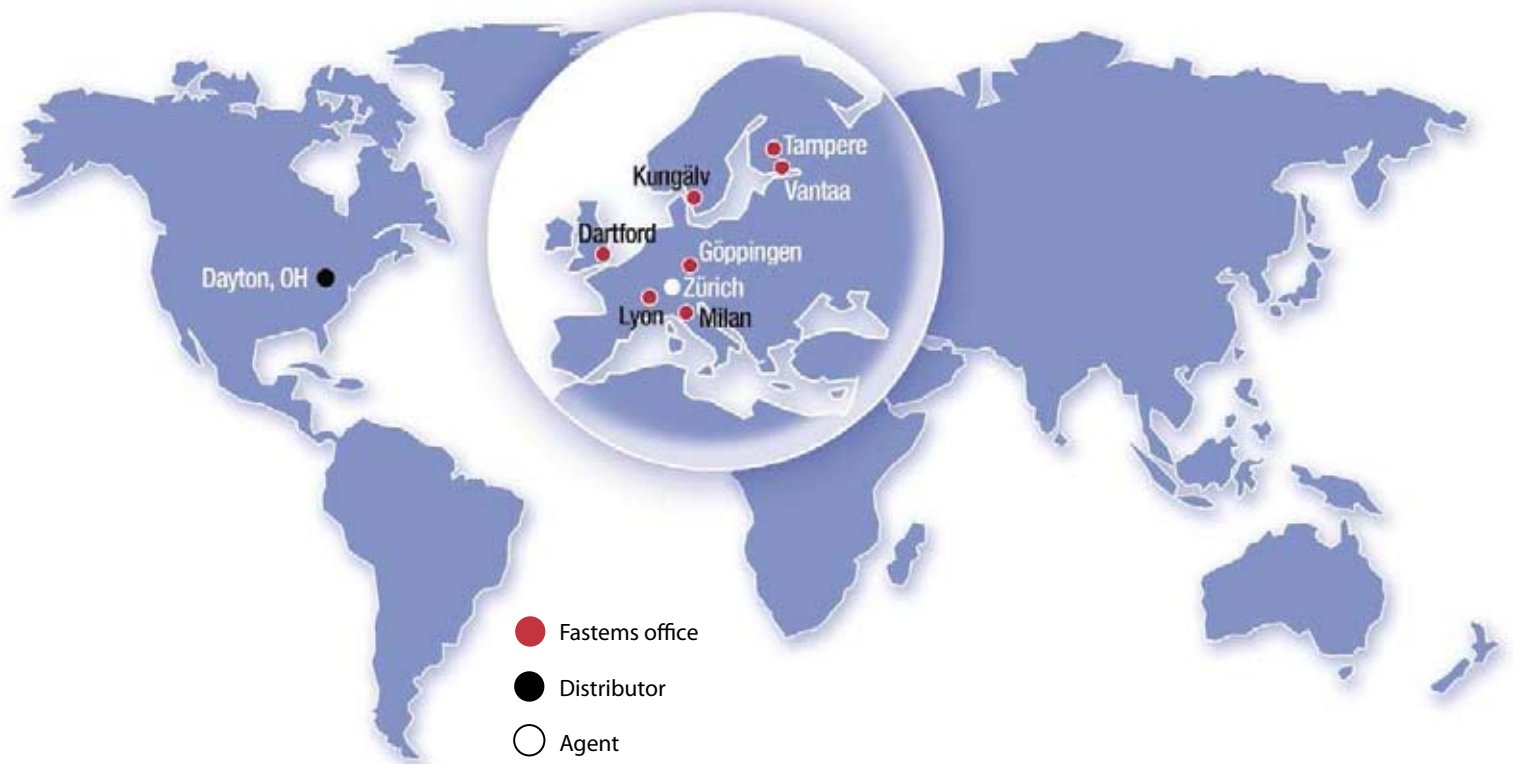 Tampere
Kungälv
Vantaa
Dartford
Göppingen
Dayton, OH
Zürich
Lyon
Milan
Fastems office
Distributor
Agent